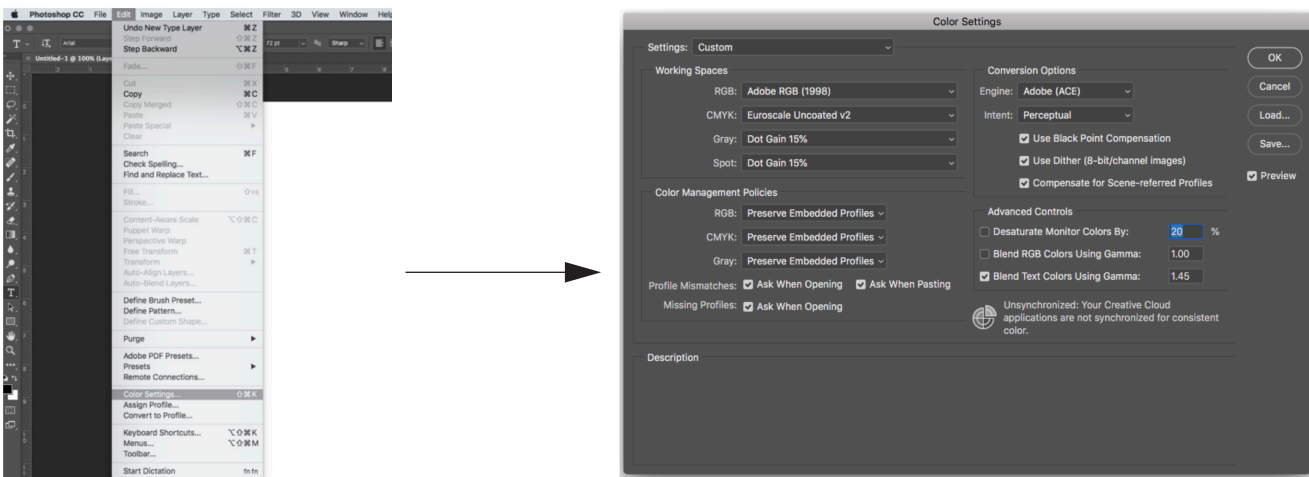 Photoshop CC File Edit Image Layer Type Select Filter 3D View Window Help
Undo New Type Layer ⌘Z
Step Forward ⇧⌘Z
Step Backward ⌥⌘Z
Fade... ⇧⌘F
Cut ⌘X
Copy ⌘C
Copy Merged ⇧⌘C
Paste ⌘V
Paste Special
Clear
Search ⌘F
Check Spelling...
Find and Replace Text...
Fill... ⇧F5
Stroke...
Content-Aware Scale ⌥⇧⌘C
Puppet Warp
Perspective Warp
Free Transform ⌘T
Transform
Auto-Align Layers...
Auto-Blend Layers...
Define Brush Preset...
Define Pattern...
Define Custom Shape...
Purge
Adobe PDF Presets...
Presets
Remote Connections...
Color Settings... ⇧⌘K
Assign Profile...
Convert to Profile...
Keyboard Shortcuts... ⌥⇧⌘K
Menus... ⌥⇧⌘M
Toolbar...
Start Dictation fn fn
T Arial
72 pt Sharp
× Untitled-1 @ 100% (Laye
Color Settings
Settings: Custom
Working Spaces
RGB: Adobe RGB (1998)
CMYK: Euroscale Uncoated v2
Gray: Dot Gain 15%
Spot: Dot Gain 15%
Color Management Policies
RGB: Preserve Embedded Profiles
CMYK: Preserve Embedded Profiles
Gray: Preserve Embedded Profiles
Profile Mismatches: Ask When Opening Ask When Pasting
Missing Profiles: Ask When Opening
Conversion Options
Engine: Adobe (ACE)
Intent: Perceptual
Use Black Point Compensation
Use Dither (8-bit/channel images)
Compensate for Scene-referred Profiles
Advanced Controls
Desaturate Monitor Colors By: 20 %
Blend RGB Colors Using Gamma: 1.00
Blend Text Colors Using Gamma: 1.45
Unsynchronized: Your Creative Cloud
applications are not synchronized for consistent
color.
OK
Cancel
Load...
Save...
Preview
Description